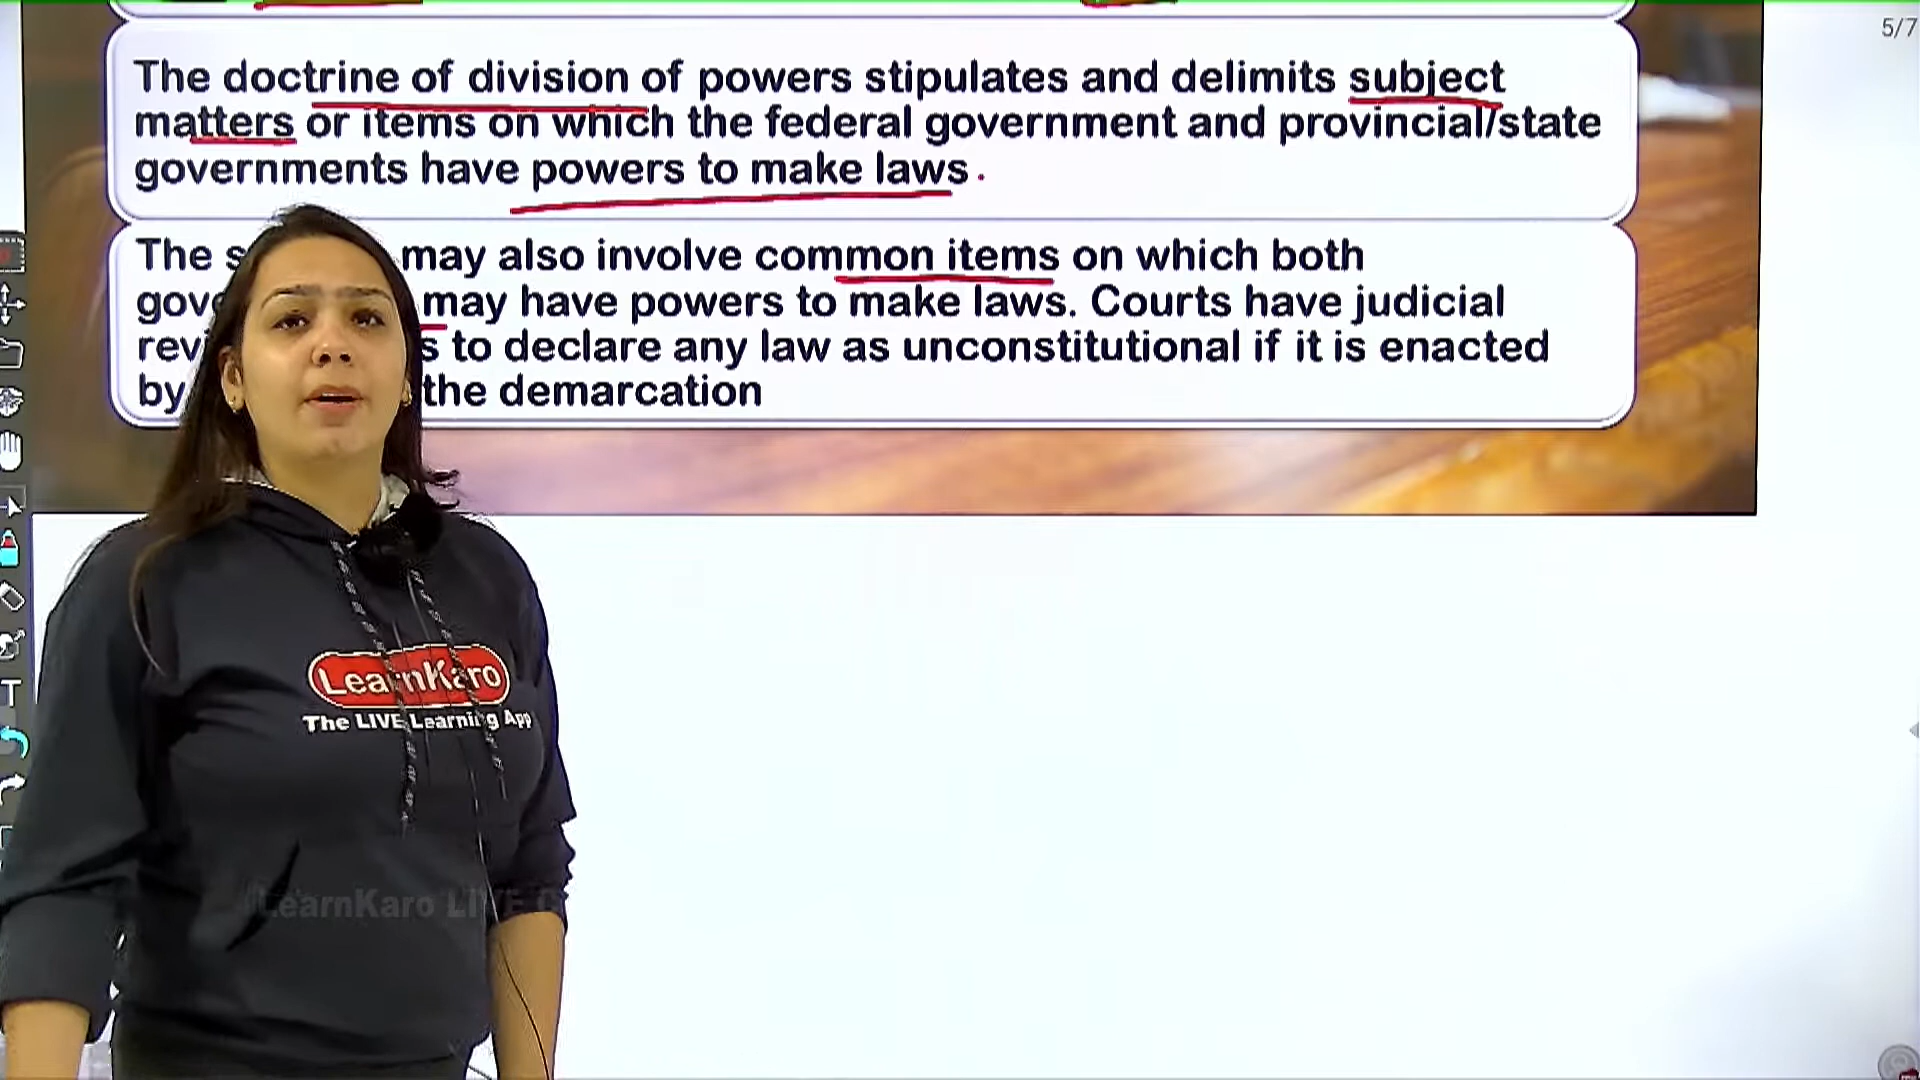 5/7
The doctrine of division of powers stipulates and delimits subject
matters or items on which the federal government and provincial/state
governments have powers to make laws.
The may also involve common items on which both
may have powers to make laws. Courts have judicial
to declare any law as unconstitutional if it is enacted
by the demarcation
T
LearnKaro
The LIVE Learning App
LearnKaro LIVE